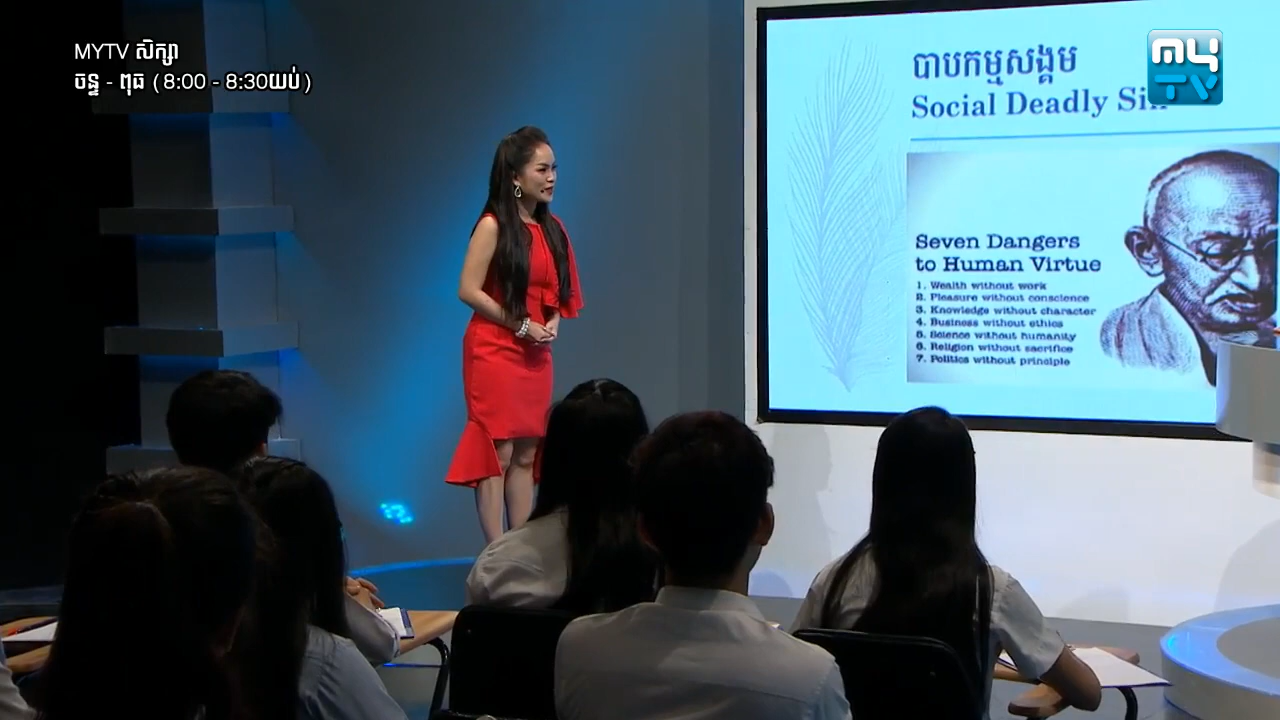 MYTV សិក្សា
ចន្ទ - ពុធ (8:00 - 8:30យប់)
MY
TV
បាបកម្មសង្គម
Social Deadly Sin
Seven Dangers
to Human Virtue
1. Wealth without work
2. Pleasure without conscience
3. Knowledge without character
4. Business without ethics
5. Science without humanity
6. Religion without sacrifice
7. Politics without principle